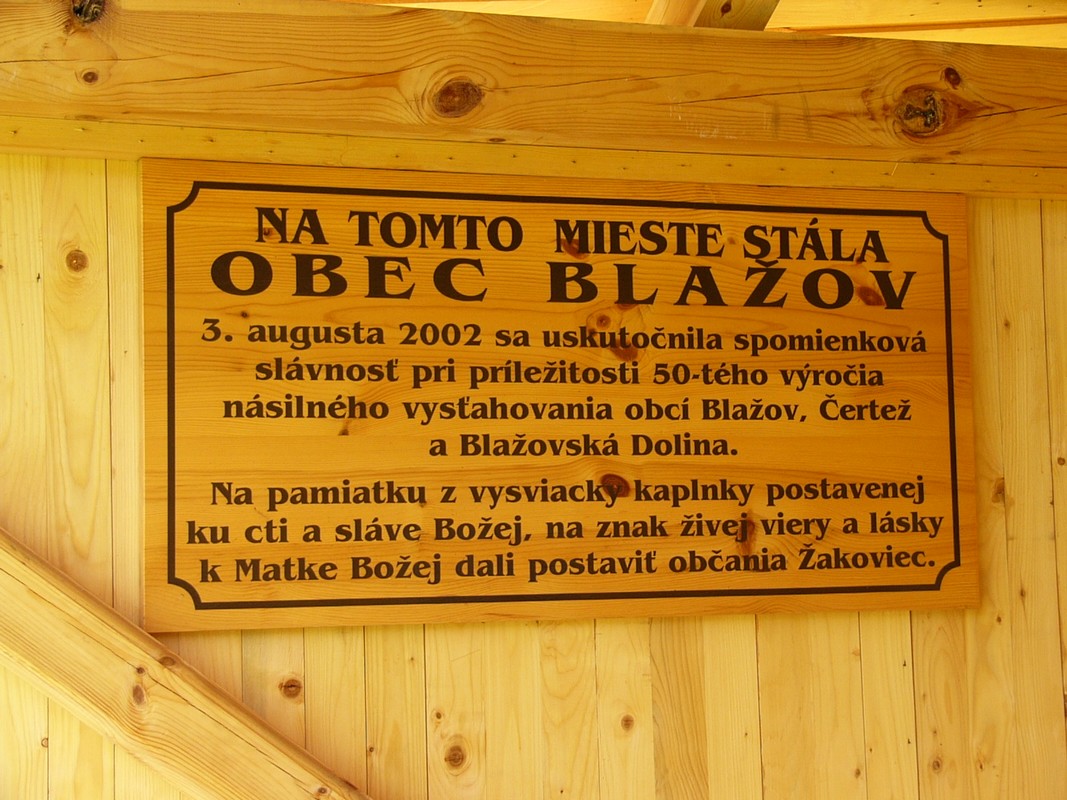 NA TOMTO MIESTE STÁLA
OBEC BLAŽOV
3. augusta 2002 sa uskutočnila spomienková
slávnosť pri príležitosti 50-tého výročia
násilného vysťahovania obcí Blažov, Čertež
a Blažovská Dolina.
Na pamiatku z vysviacky kaplnky postavenej
ku cti a sláve Božej, na znak živej viery a lásky
k Matke Božej dali postaviť občania Žakoviec.